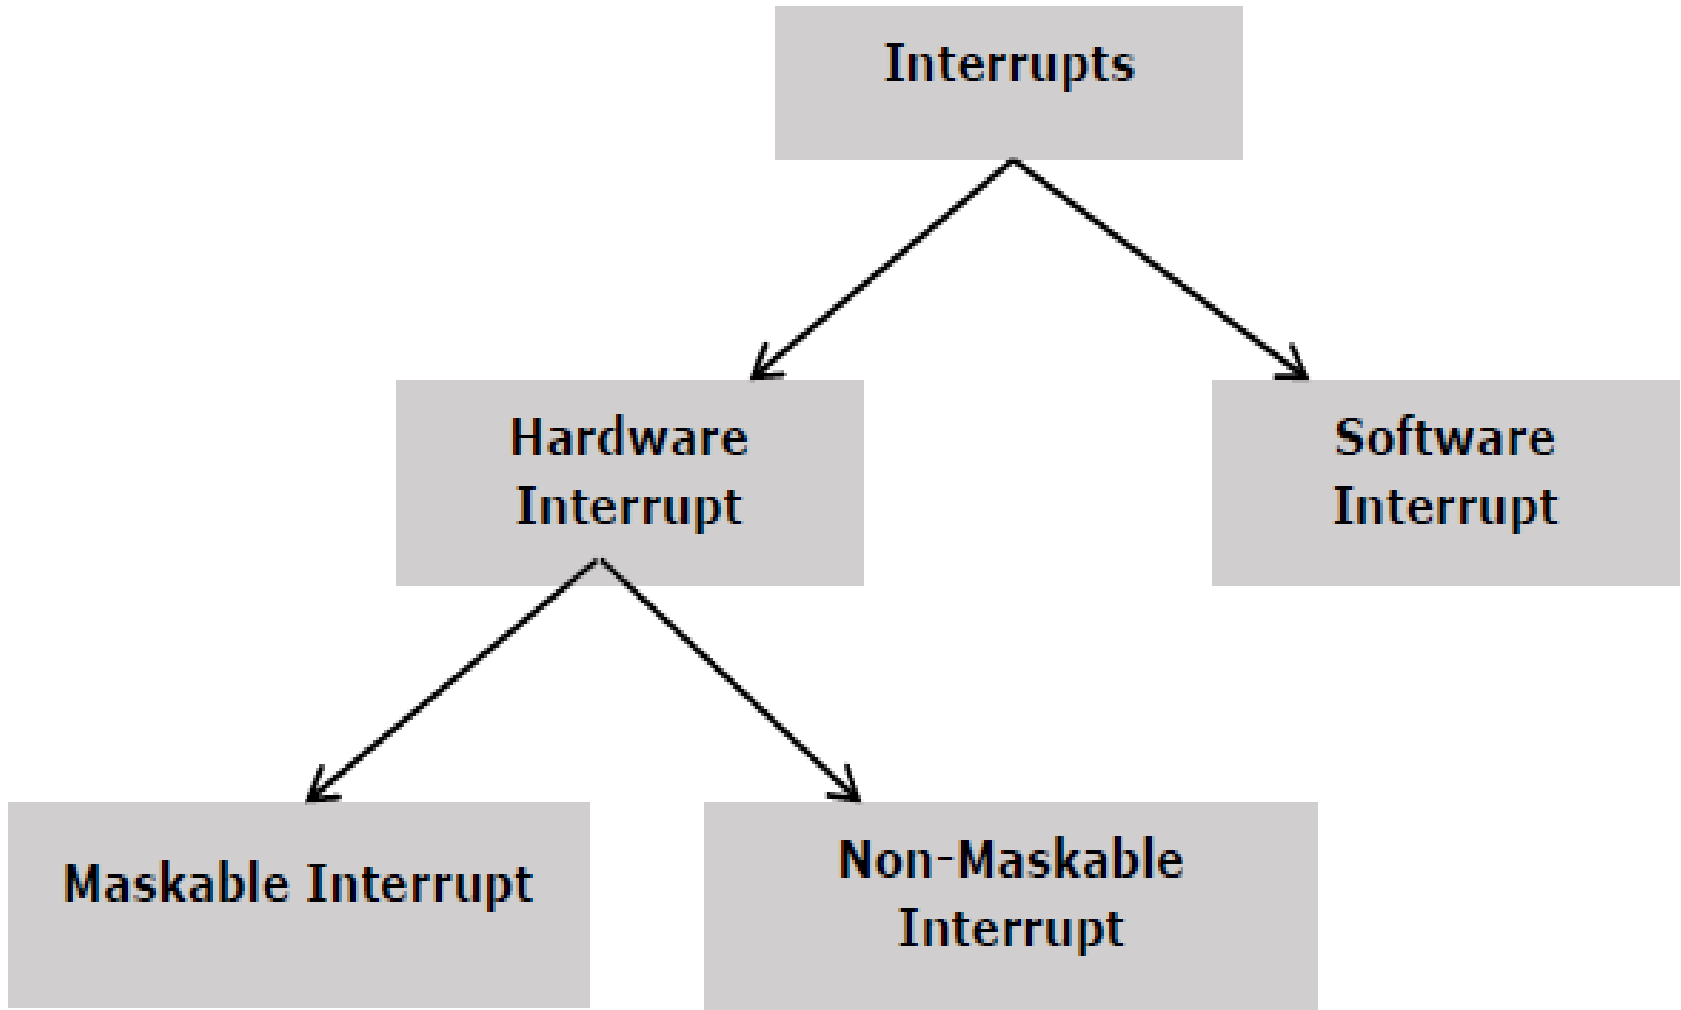 Interrupts
Hardware
Interrupt
Software
Interrupt
Maskable Interrupt
Non-Maskable
Interrupt